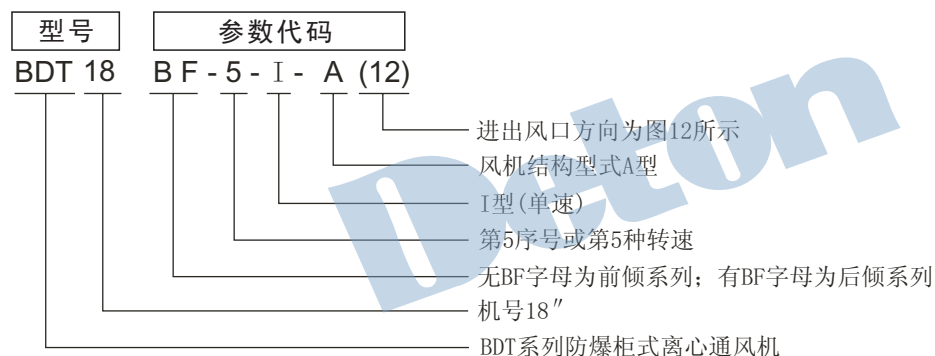 型号 参数代码
BDT 18 BF-5-I-A(12)
进出风口方向为图12所示
风机结构型式A型
I型(单速)
第5序号或第5种转速
无BF字母为前倾系列；有BF字母为后倾系列
机号18″
BDT系列防爆柜式离心通风机
Deton